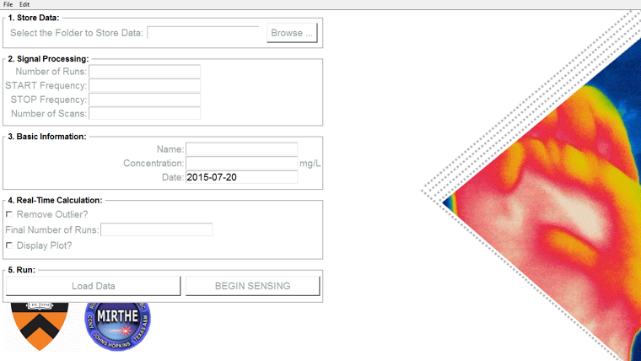 File Edit
1. Store Data:
Select the Folder to Store Data:
Browse ...
2. Signal Processing:
Number of Runs:
START Frequency:
STOP Frequency:
Number of Scans:
3. Basic Information:
Name:
Concentration: mg/L
Date: 2015-07-20
4. Real-Time Calculation:
Remove Outlier?
Final Number of Runs:
Display Plot?
5. Run:
Load Data
BEGIN SENSING
MIRTHE
JOHNS HOPKINS